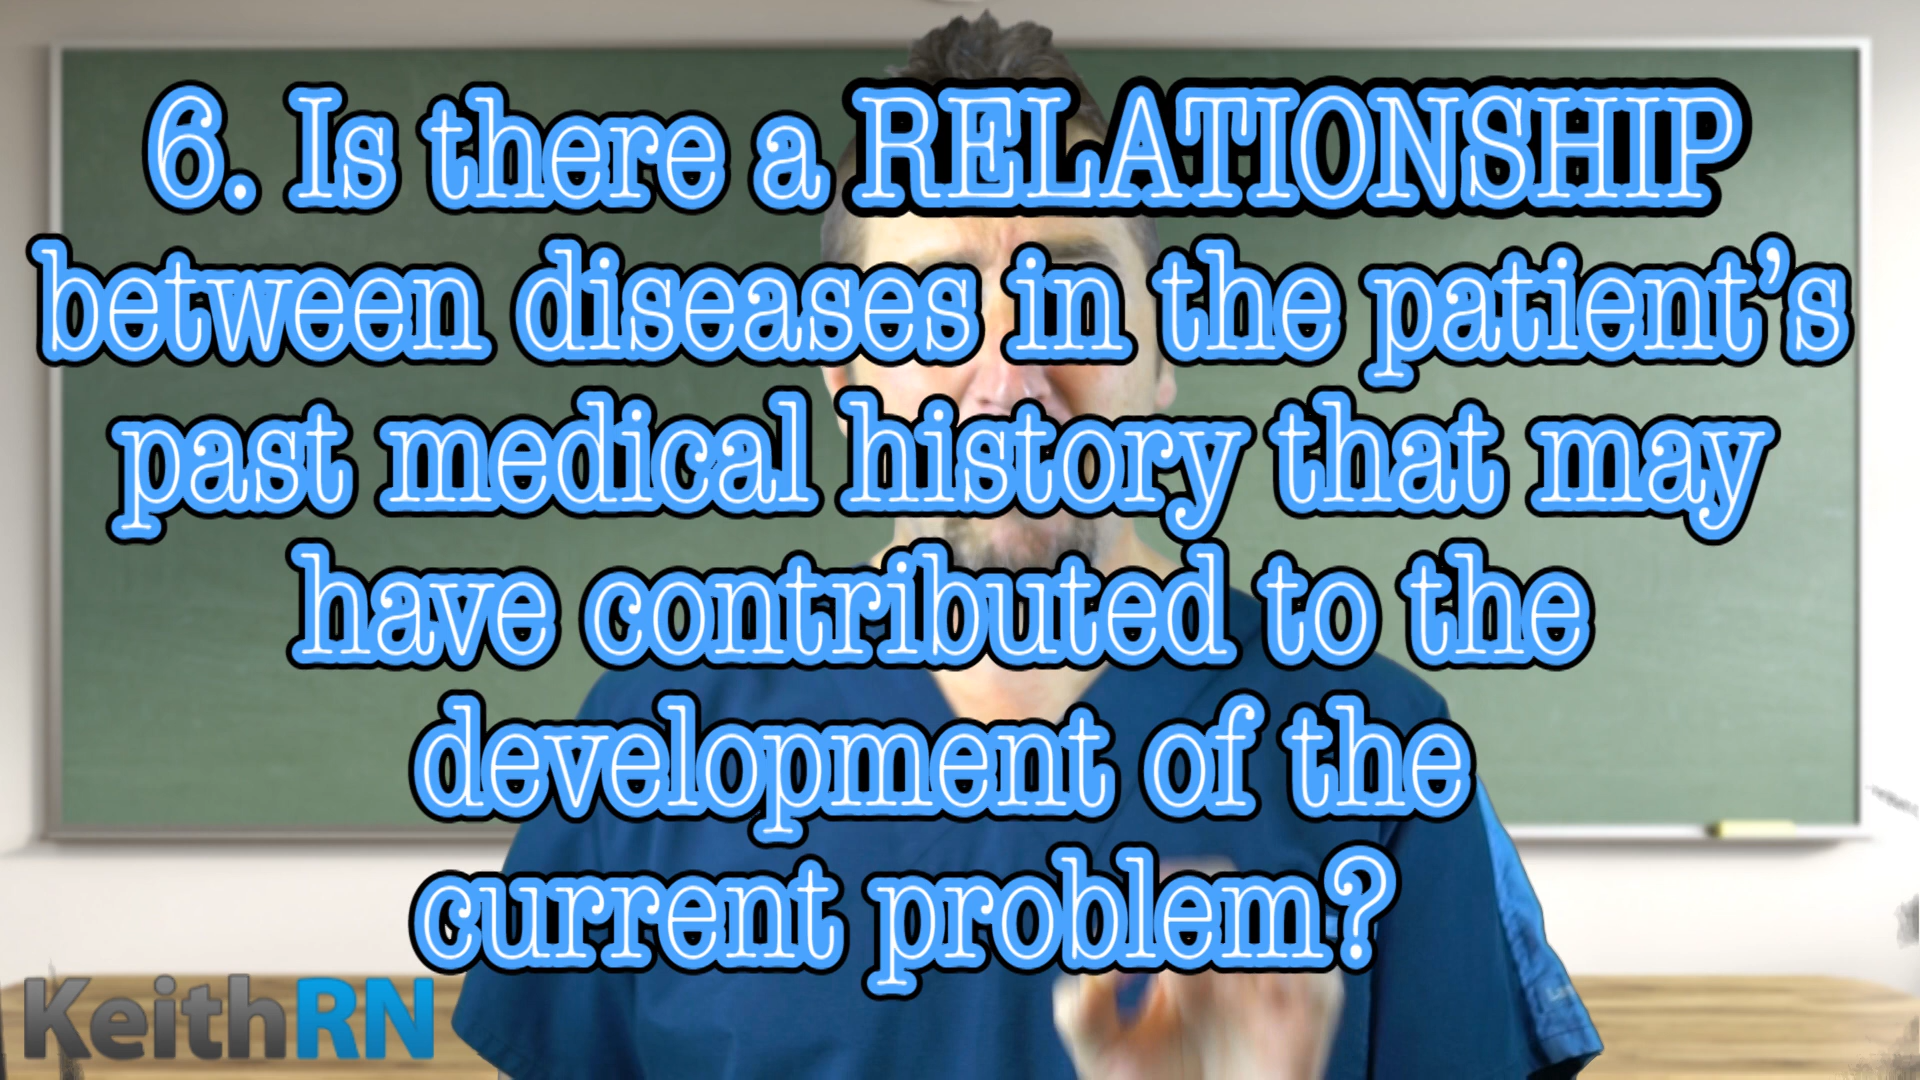 6. Is there a RELATIONSHIP
between diseases in the patient’s
past medical history that may
have contributed to the
development of the
current problem?
KeithRN